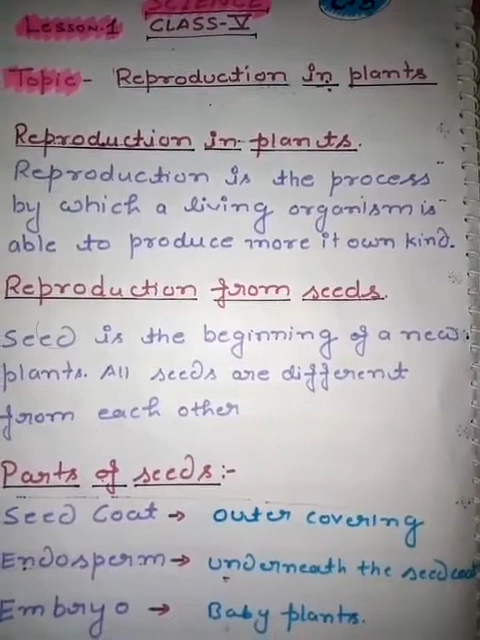 SCIENCE
Lesson-1 CLASS-V
Topic- Reproduction in plants
Reproduction in plants.
Reproduction is the process
by which a living organism is
able to produce more it own kind.
Reproduction from seeds.
Seed is the beginning of a new
plants. All seeds are different
from each other
Parts of seeds:-
Seed Coat → outer covering
Endosperm → underneath the seed coat
Embryo → Baby plants.